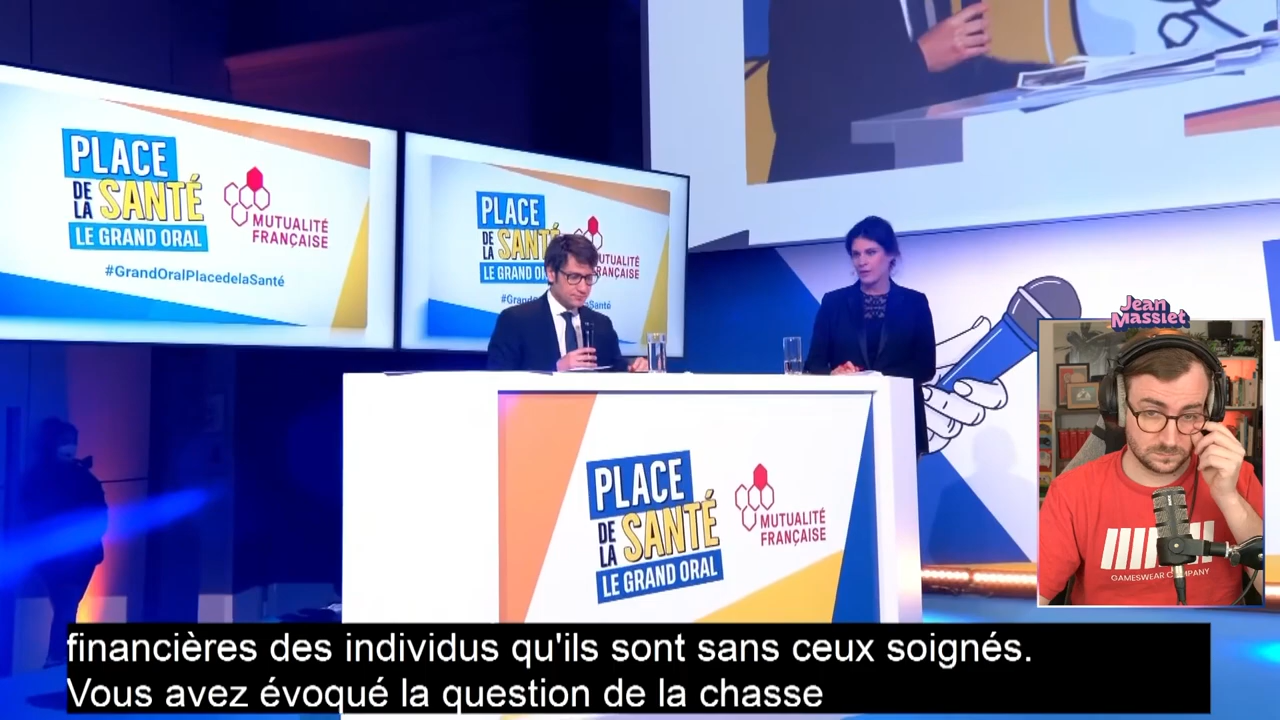 PLACE
DE LA SANTÉ
LE GRAND ORAL
MUTUALITÉ
FRANÇAISE
#GrandOralPlacedelaSanté
PLACE
DE LA SANTÉ
LE GRAND
MUTUALITÉ
FRANÇAISE
Jean
Massiet
PLACE
DE LA SANTÉ
LE GRAND ORAL
MUTUALITÉ
FRANÇAISE
GAMESWEAR COMPANY
financières des individus qu'ils sont sans ceux soignés.
Vous avez évoqué la question de la chasse